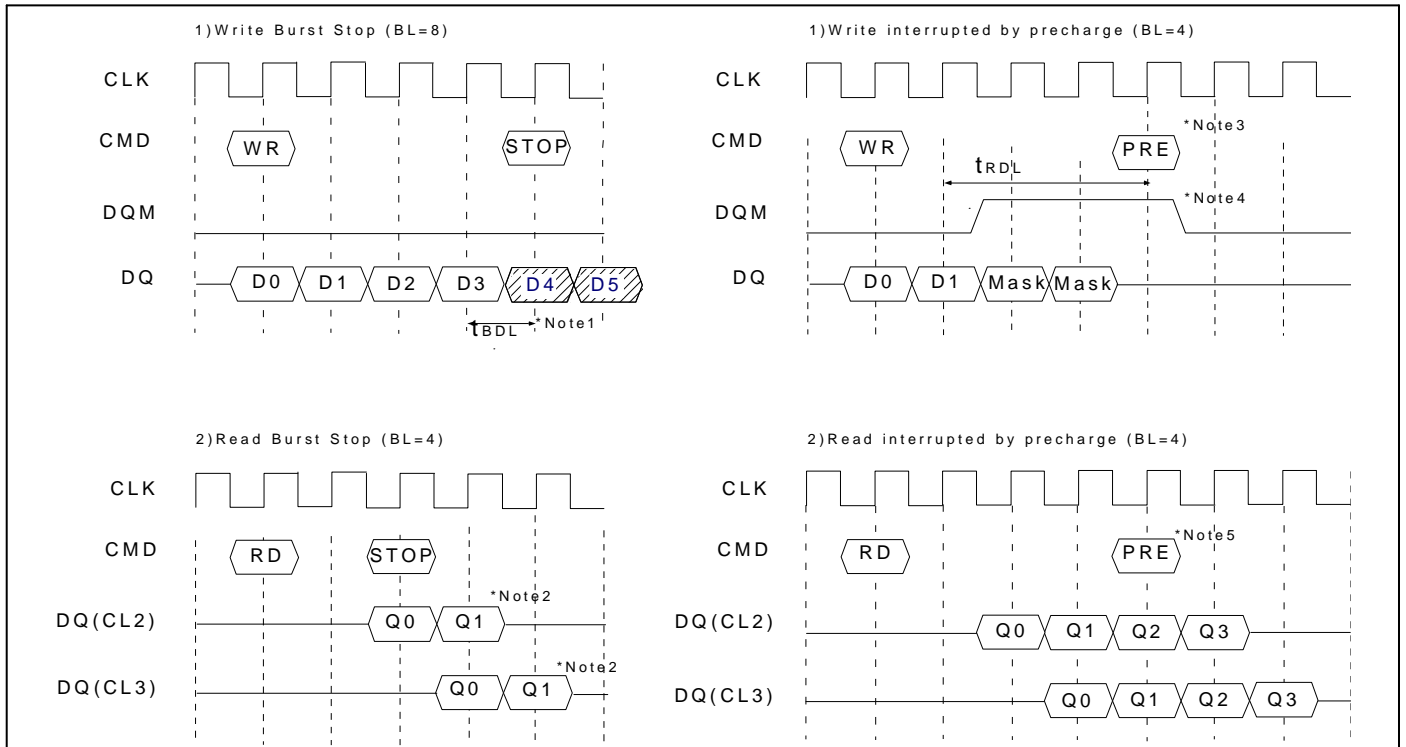 1)Write Burst Stop (BL=8)
CLK
CMD
WR
STOP
DQM
DQ
D0
D1
D2
D3
D4
D5
tBDL
*Note1
1)Write interrupted by precharge (BL=4)
CLK
CMD
WR
PRE
*Note3
tRDL
DQM
*Note4
DQ
D0
D1
Mask
Mask
2)Read Burst Stop (BL=4)
CLK
CMD
RD
STOP
DQ(CL2)
Q0
Q1
*Note2
DQ(CL3)
Q0
Q1
*Note2
2)Read interrupted by precharge (BL=4)
CLK
CMD
RD
PRE
*Note5
DQ(CL2)
Q0
Q1
Q2
Q3
DQ(CL3)
Q0
Q1
Q2
Q3